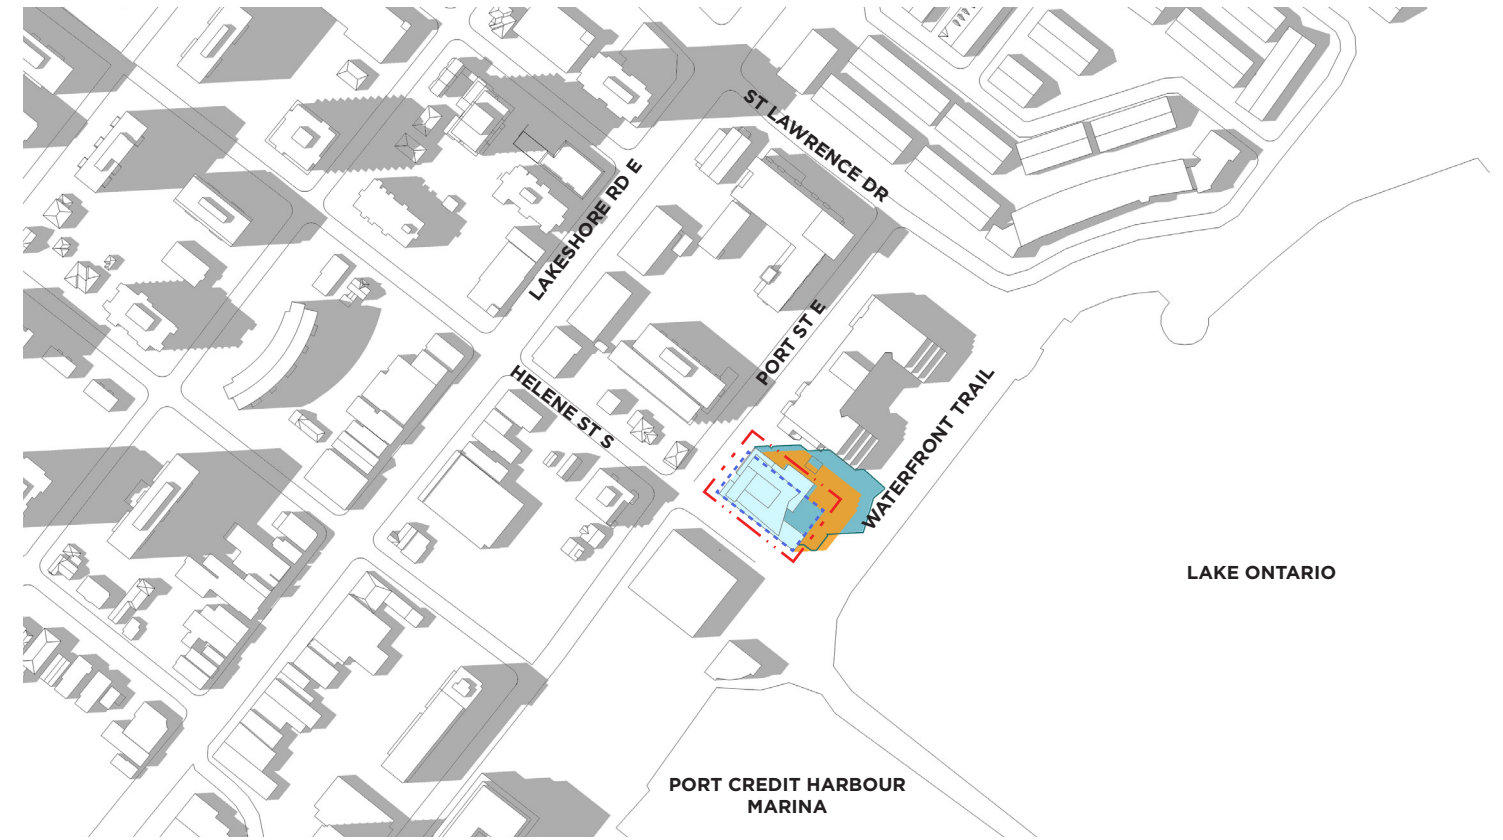 ST LAWRENCE DR
LAKESHORE RD E
PORT ST E
HELENE ST S
WATERFRONT TRAIL
LAKE ONTARIO
PORT CREDIT HARBOUR
MARINA